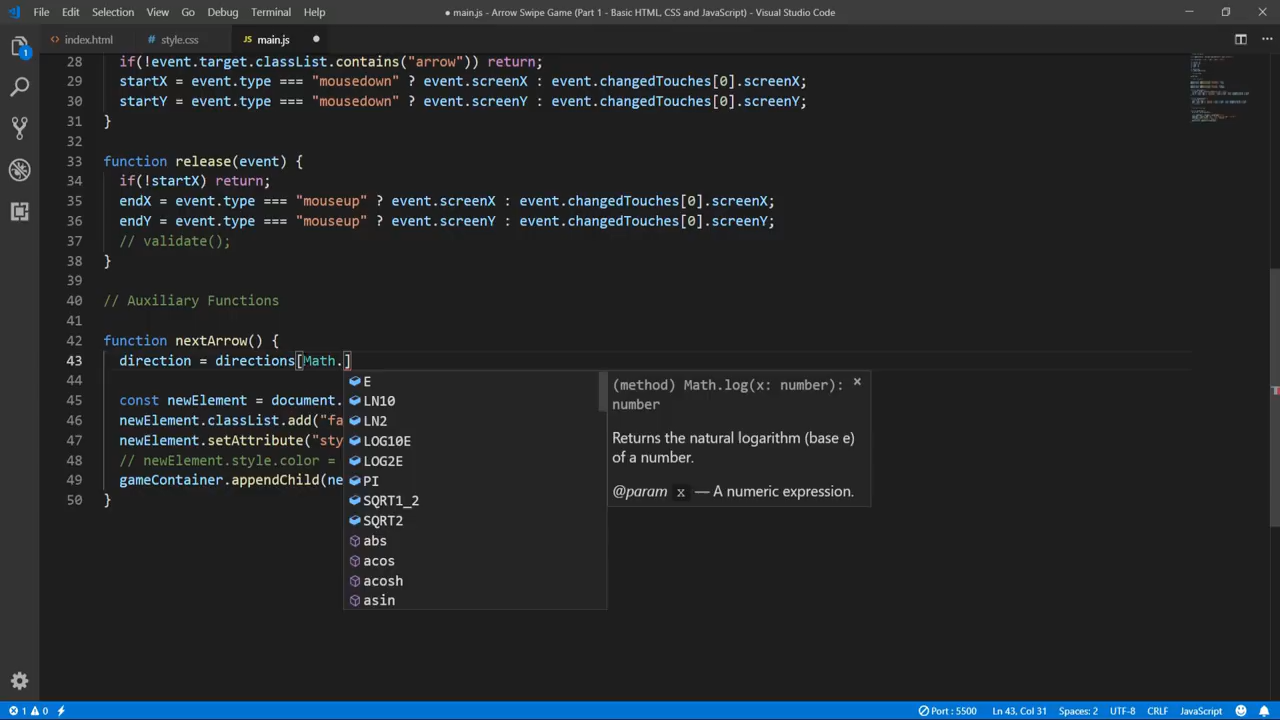 File Edit Selection View Go Debug Terminal Help
● main.js - Arrow Swipe Game (Part 1 - Basic HTML, CSS and JavaScript) - Visual Studio Code
1
<> index.html
style.css
JS main.js ●
28 if(!event.target.classList.contains("arrow")) return;
29 startX = event.type === "mousedown" ? event.screenX : event.changedTouches[0].screenX;
30 startY = event.type === "mousedown" ? event.screenY : event.changedTouches[0].screenY;
31 }
32
33 function release(event) {
34 if(!startX) return;
35 endX = event.type === "mouseup" ? event.screenX : event.changedTouches[0].screenX;
36 endY = event.type === "mouseup" ? event.screenY : event.changedTouches[0].screenY;
37 // validate();
38 }
39
40 // Auxiliary Functions
41
42 function nextArrow() {
43 direction = directions[Math.]
44
45 const newElement = document.
46 newElement.classList.add("fa
47 newElement.setAttribute("sty
48 // newElement.style.color =
49 gameContainer.appendChild(ne
50 }
E
LN10
LN2
LOG10E
LOG2E
PI
SQRT1_2
SQRT2
abs
acos
acosh
asin
(method) Math.log(x: number): ×
number
Returns the natural logarithm (base e)
of a number.
@param x — A numeric expression.
1 0
Port : 5500 Ln 43, Col 31 Spaces: 2 UTF-8 CRLF JavaScript